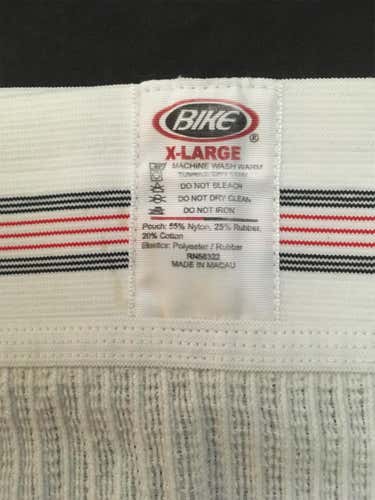 BIKE ®
X-LARGE
MACHINE WASH WARM
TUMBLE DRY LOW
DO NOT BLEACH
DO NOT DRY CLEAN
DO NOT IRON
Pouch: 55% Nylon, 25% Rubber,
20% Cotton
Elastics: Polyester / Rubber
RN56322
MADE IN MACAU